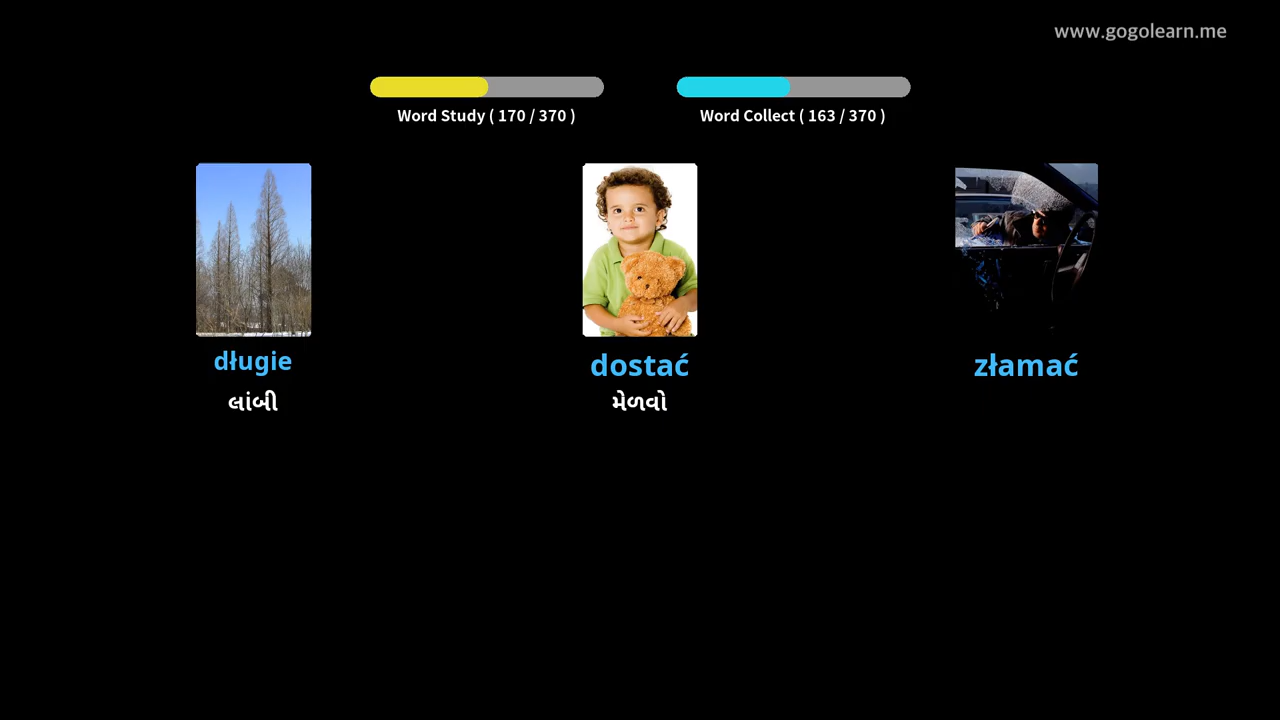 www.gogolearn.me
Word Study ( 170 / 370 )
Word Collect ( 163 / 370 )
długie
dostać
złamać
લાંબી
મેળવો